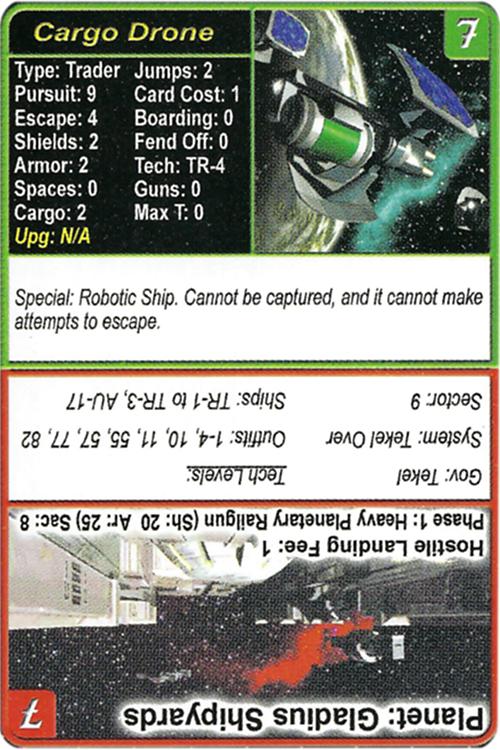 Cargo Drone
7
Type: Trader Jumps: 2
Pursuit: 9 Card Cost: 1
Escape: 4 Boarding: 0
Shields: 2 Fend Off: 0
Armor: 2 Tech: TR-4
Spaces: 0 Guns: 0
Cargo: 2 Max T: 0
Upg: N/A
Special: Robotic Ship. Cannot be captured, and it cannot make
attempts to escape.
Planet: Gladius Shipyards
7
Hostile Landing Fee: 1
Phase 1: Heavy Planetary Railgun (Sh: 20 Ar: 25) Sac: 8
Gov: Tekel Tech Levels:
System: Tekel Over Outfits: 1-4, 10, 11, 55, 57, 77, 82
Sector: 9 Ships: TR-1 to TR-3, AU-17